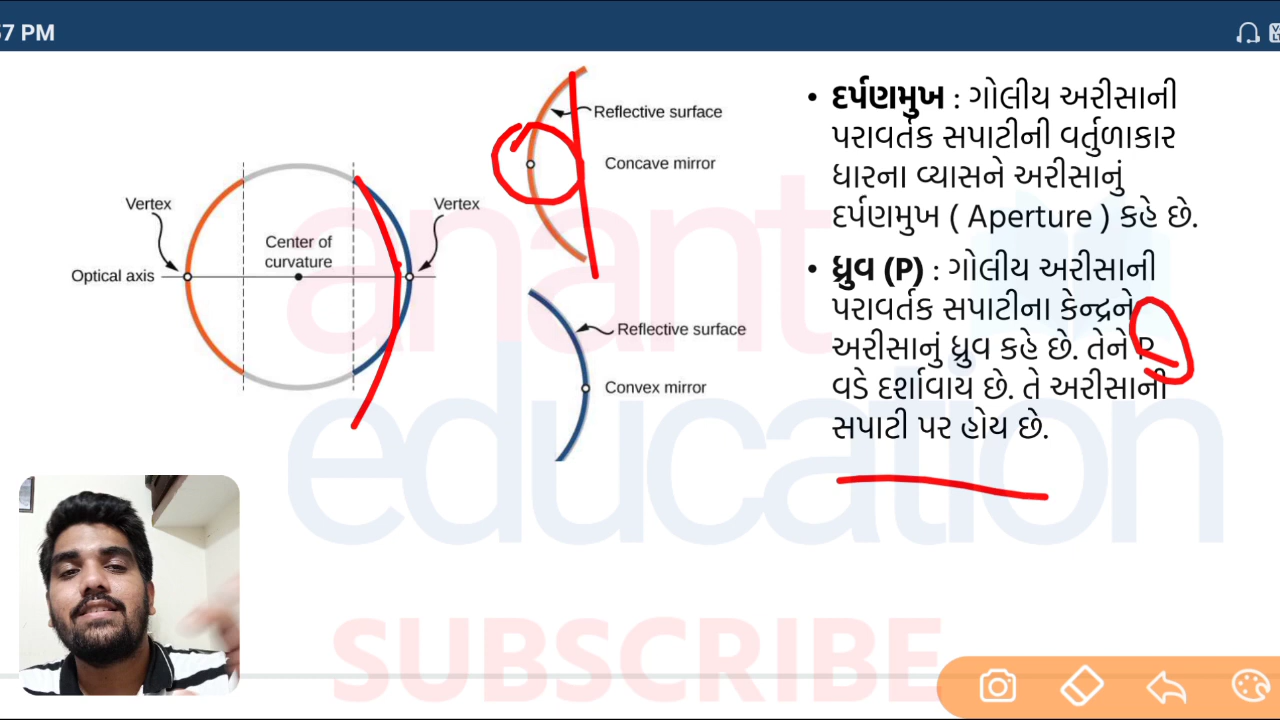 57 PM
Reflective surface
Concave mirror
Vertex
Vertex
Center of
curvature
Optical axis
Reflective surface
Convex mirror
• દર્પણમુખ : ગોલીય અરીસાની
પરાવર્તક સપાટીની વર્તુળાકાર
ધારના વ્યાસને અરીસાનું
દર્પણમુખ ( Aperture ) કહે છે.
• ધ્રુવ (P) : ગોલીય અરીસાની
પરાવર્તક સપાટીના કેન્દ્રને
અરીસાનું ધ્રુવ કહે છે. તેને P
વડે દર્શાવાય છે. તે અરીસાની
સપાટી પર હોય છે.
anant
education
SUBSCRIBE